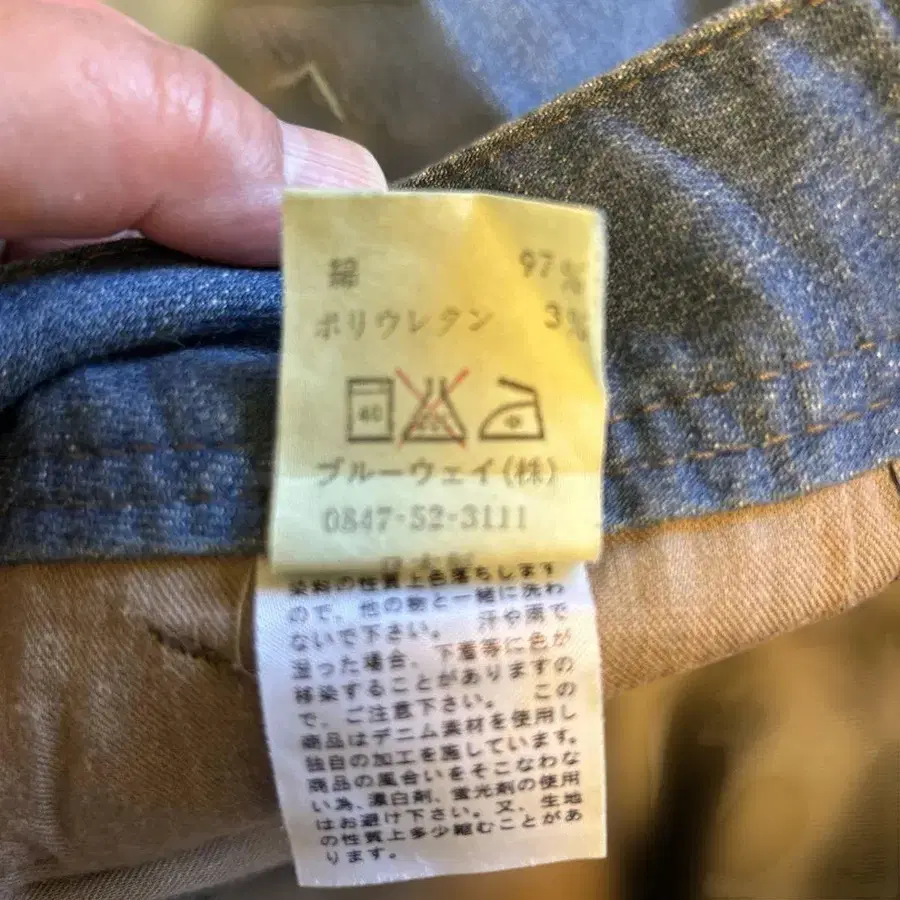 綿 97%
ポリウレタン 3%
40
ブルーウェイ(株)
0847-52-3111
日本製
染料の性質上色落ちします
ので、他の物と一緒に洗わ
ないで下さい。 汗や雨で
湿った場合、下着等に色が
移染することがありますの
で、ご注意下さい。 この
商品はデニム素材を使用し
独自の加工を施しています。
商品の風合いをそこなわな
い為、漂白剤、蛍光剤の使用
はお避け下さい。又、生地
の性質上多少縮むことがあ
ります。